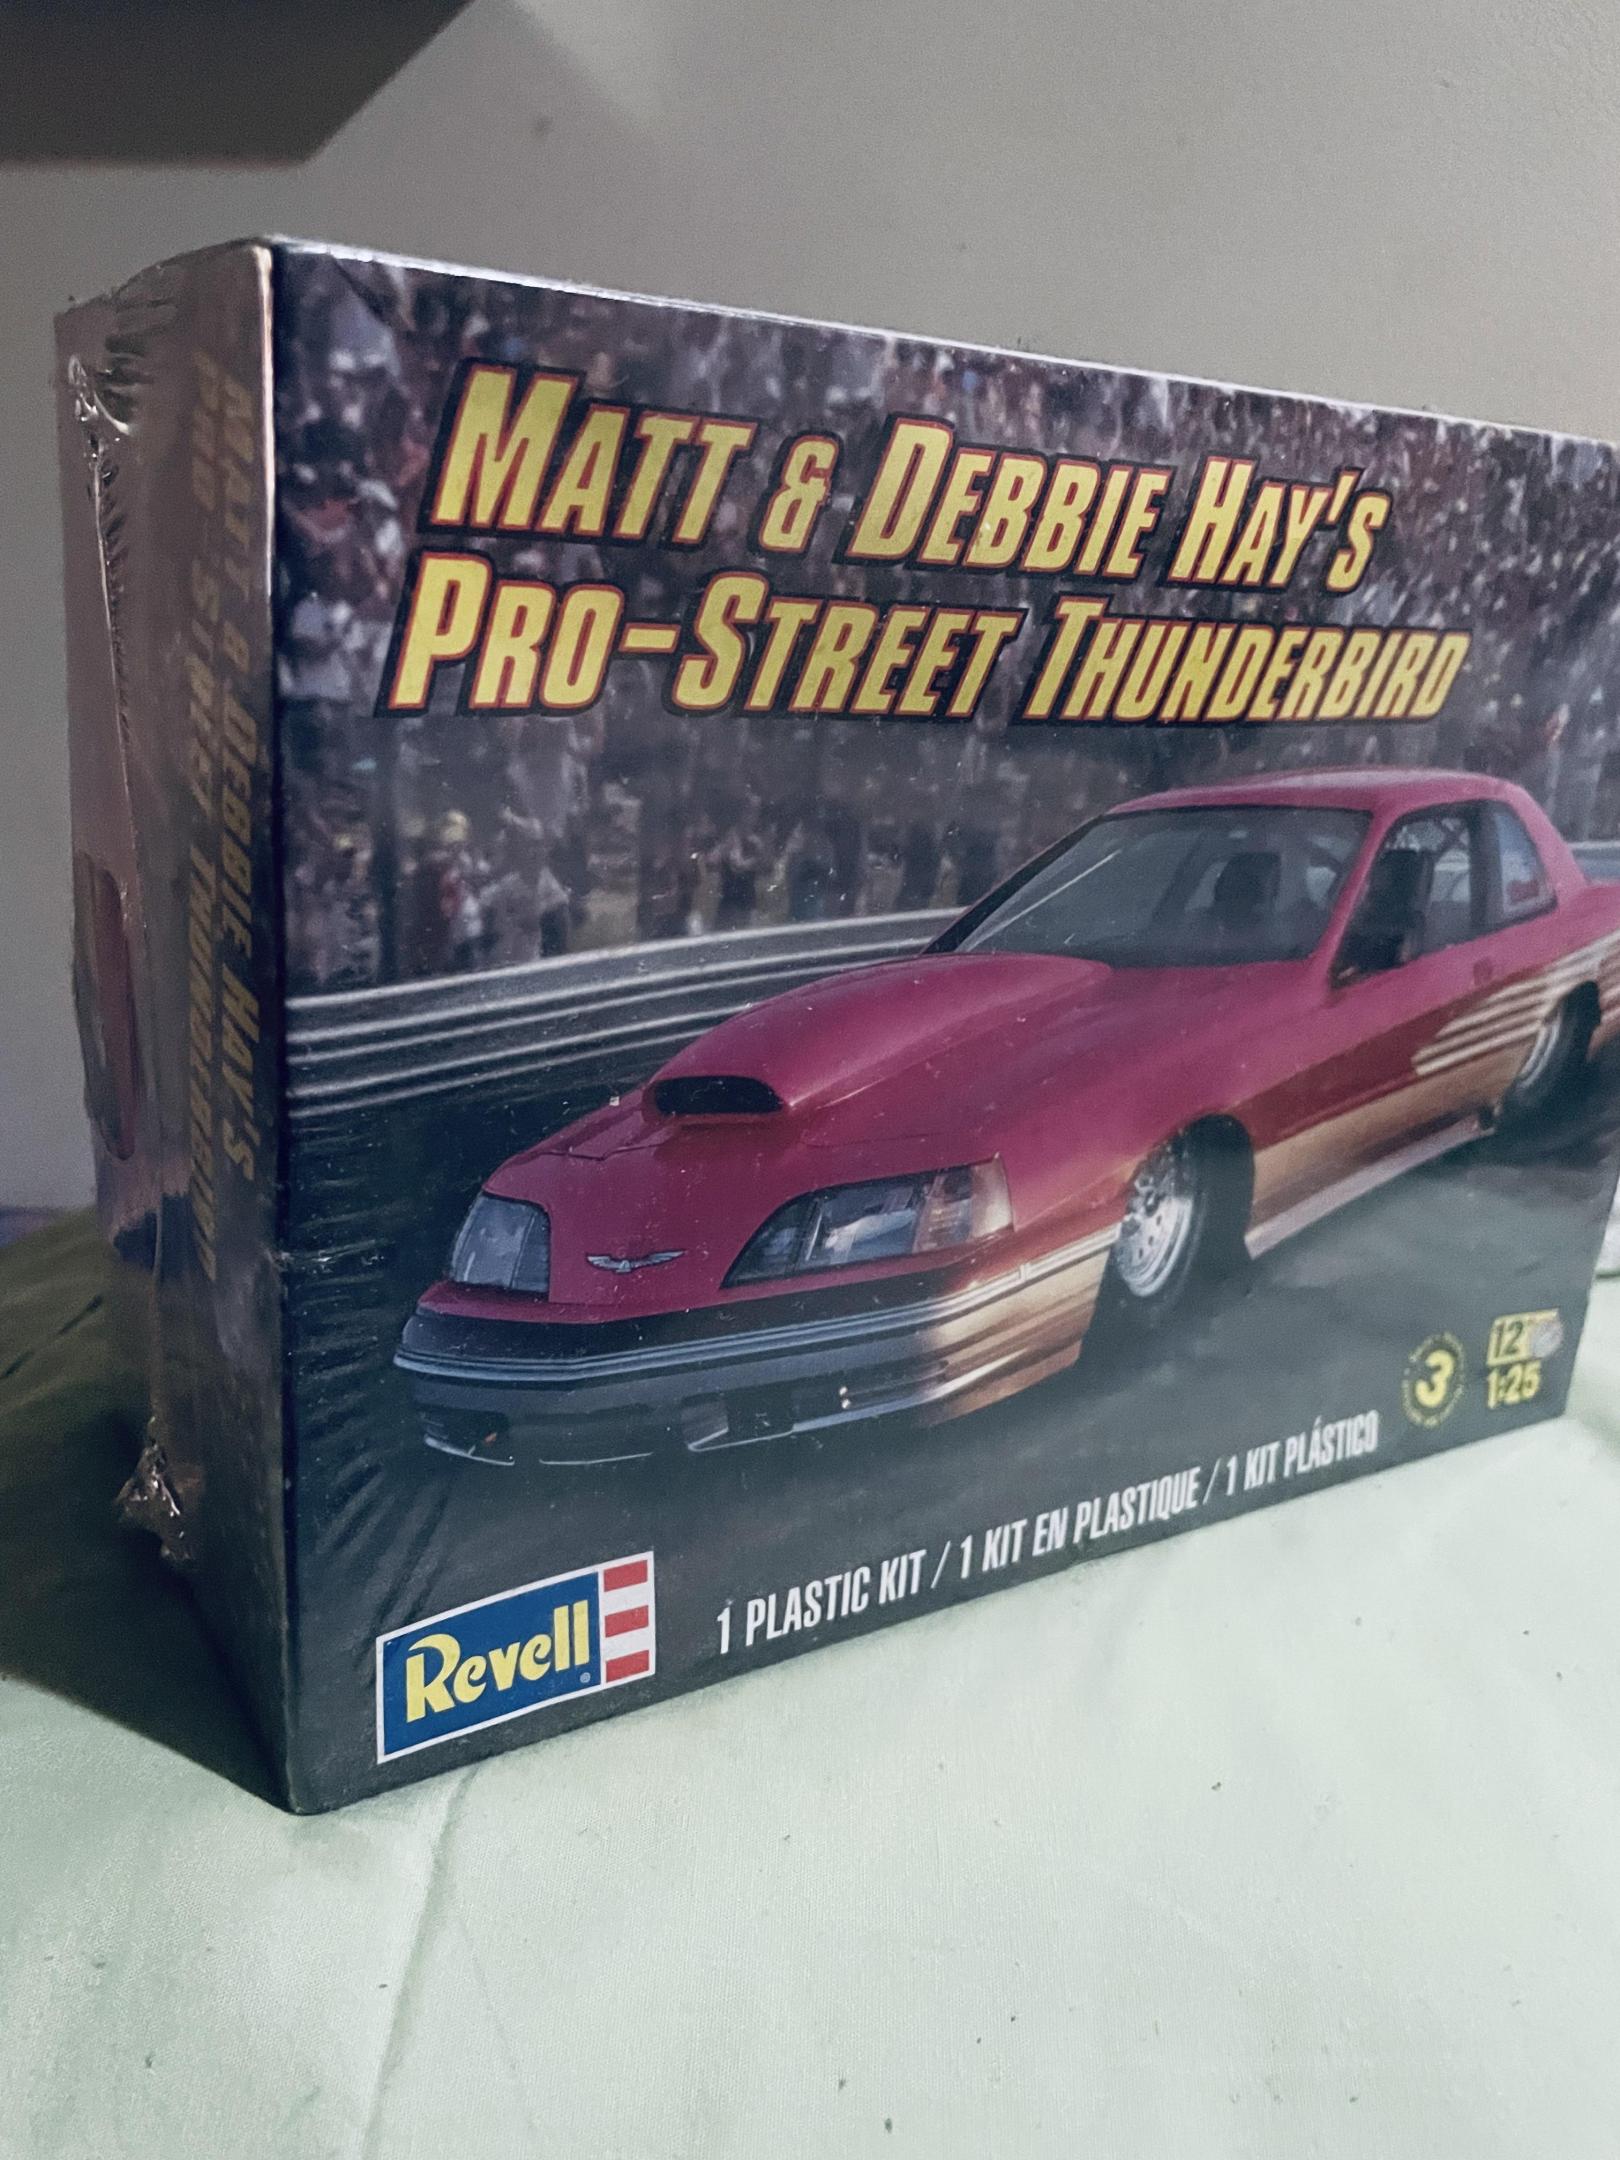 MATT & DEBBIE HAY'S
PRO-STREET THUNDERBIRD
MATT & DEBBIE HAY'S
PRO-STREET THUNDERBIRD
3
12
1:25
1 PLASTIC KIT / 1 KIT EN PLASTIQUE / 1 KIT PLÁSTICO
Revell®